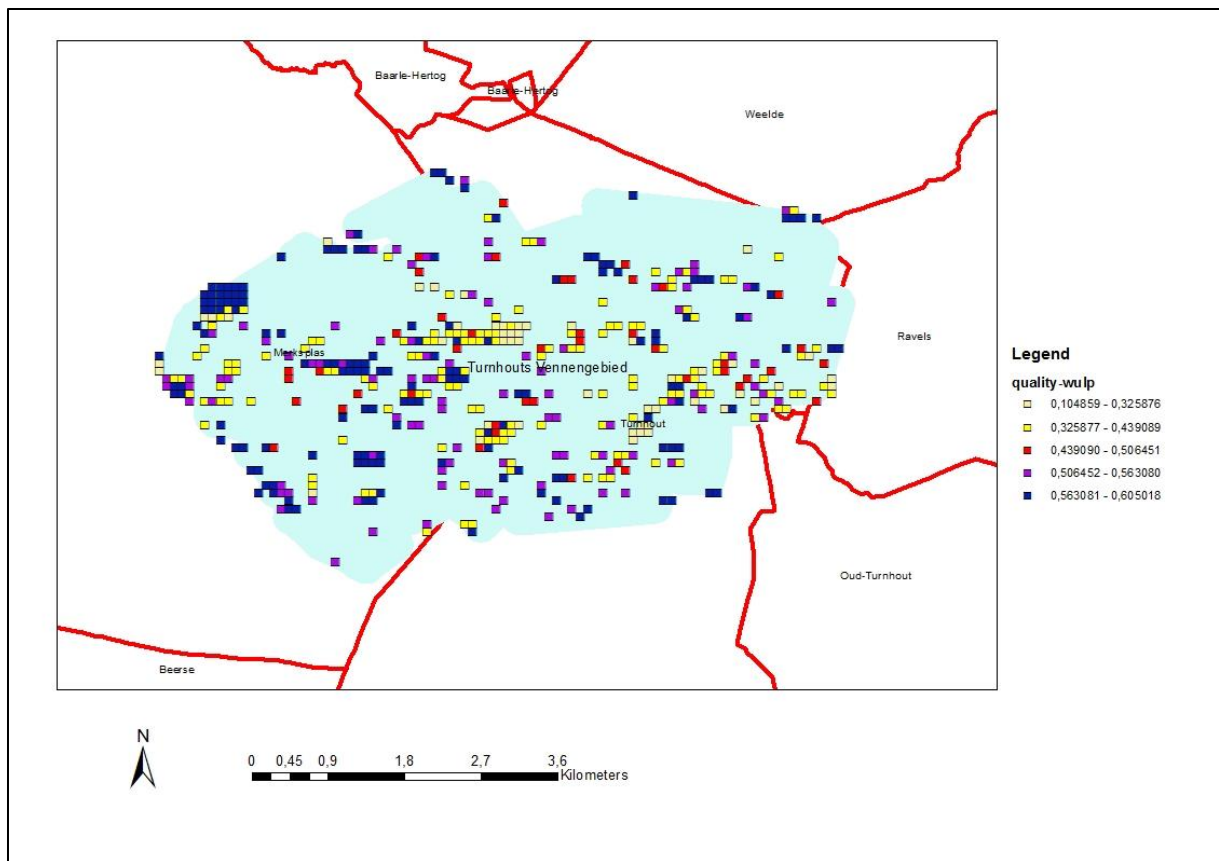 Baarle-Hertog
Baarle-Hertog
Weelde
Ravels
Merksplas
Turnhouts Vennengebied
Turnhout
Oud-Turnhout
Beerse
Legend
quality-wulp
0,104859 - 0,325876
0,325877 - 0,439089
0,439090 - 0,506451
0,506452 - 0,563080
0,563081 - 0,605018
N
0 0,45 0,9 1,8 2,7 3,6
Kilometers